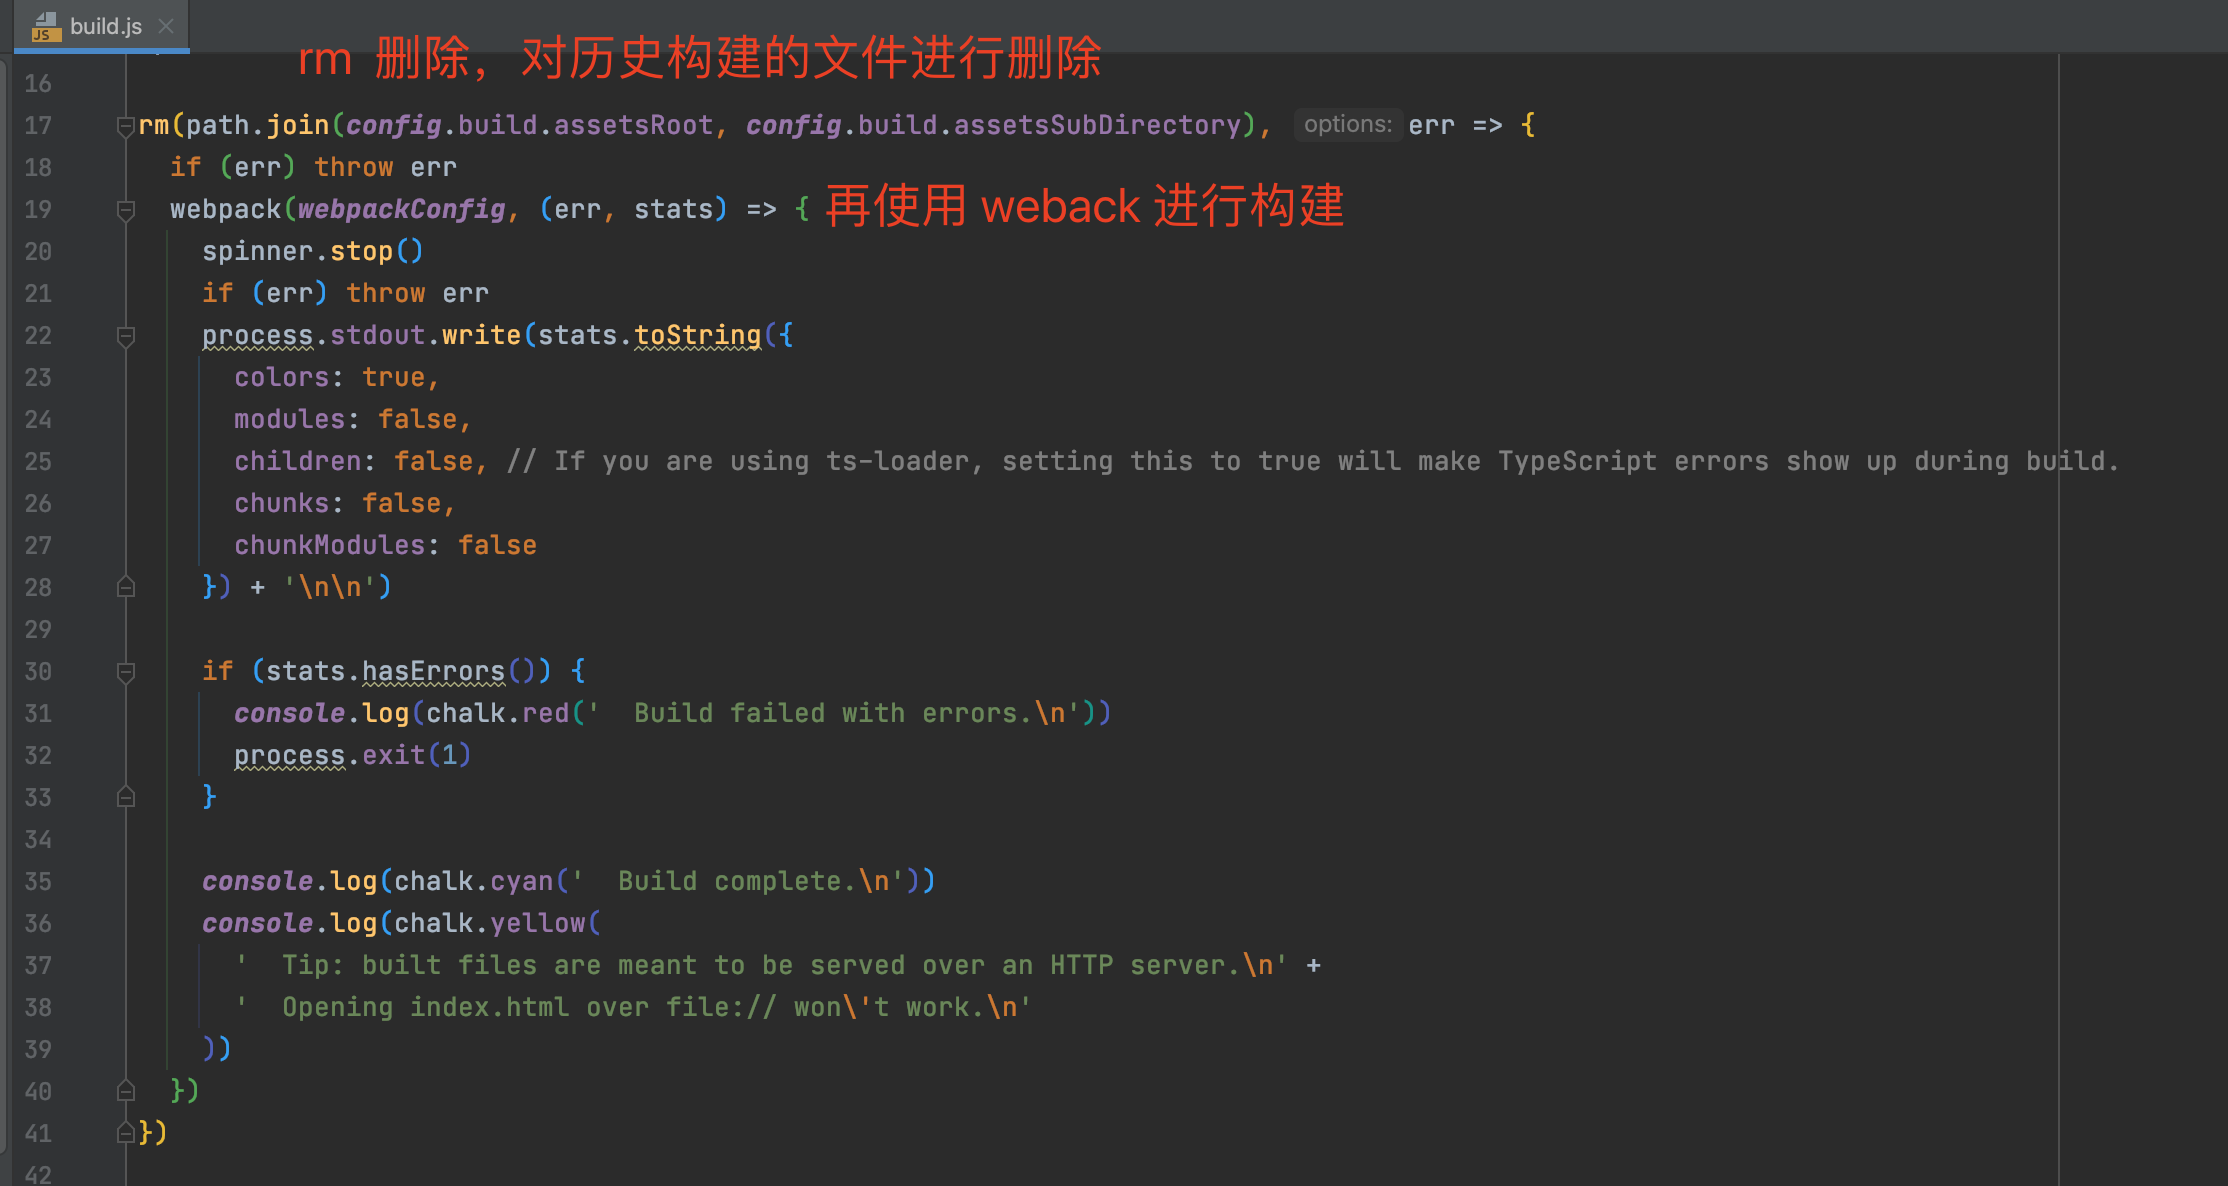 build.js
rm 删除，对历史构建的文件进行删除
16
17 rm(path.join(config.build.assetsRoot, config.build.assetsSubDirectory), options: err => {
18 if (err) throw err
19 webpack(webpackConfig, (err, stats) => { 再使用 weback 进行构建
20 spinner.stop()
21 if (err) throw err
22 process.stdout.write(stats.toString({
23 colors: true,
24 modules: false,
25 children: false, // If you are using ts-loader, setting this to true will make TypeScript errors show up during build.
26 chunks: false,
27 chunkModules: false
28 }) + '\n\n')
29
30 if (stats.hasErrors()) {
31 console.log(chalk.red('  Build failed with errors.\n'))
32 process.exit(1)
33 }
34
35 console.log(chalk.cyan('  Build complete.\n'))
36 console.log(chalk.yellow(
37 '  Tip: built files are meant to be served over an HTTP server.\n' +
38 '  Opening index.html over file:// won\'t work.\n'
39 ))
40 })
41 })
42